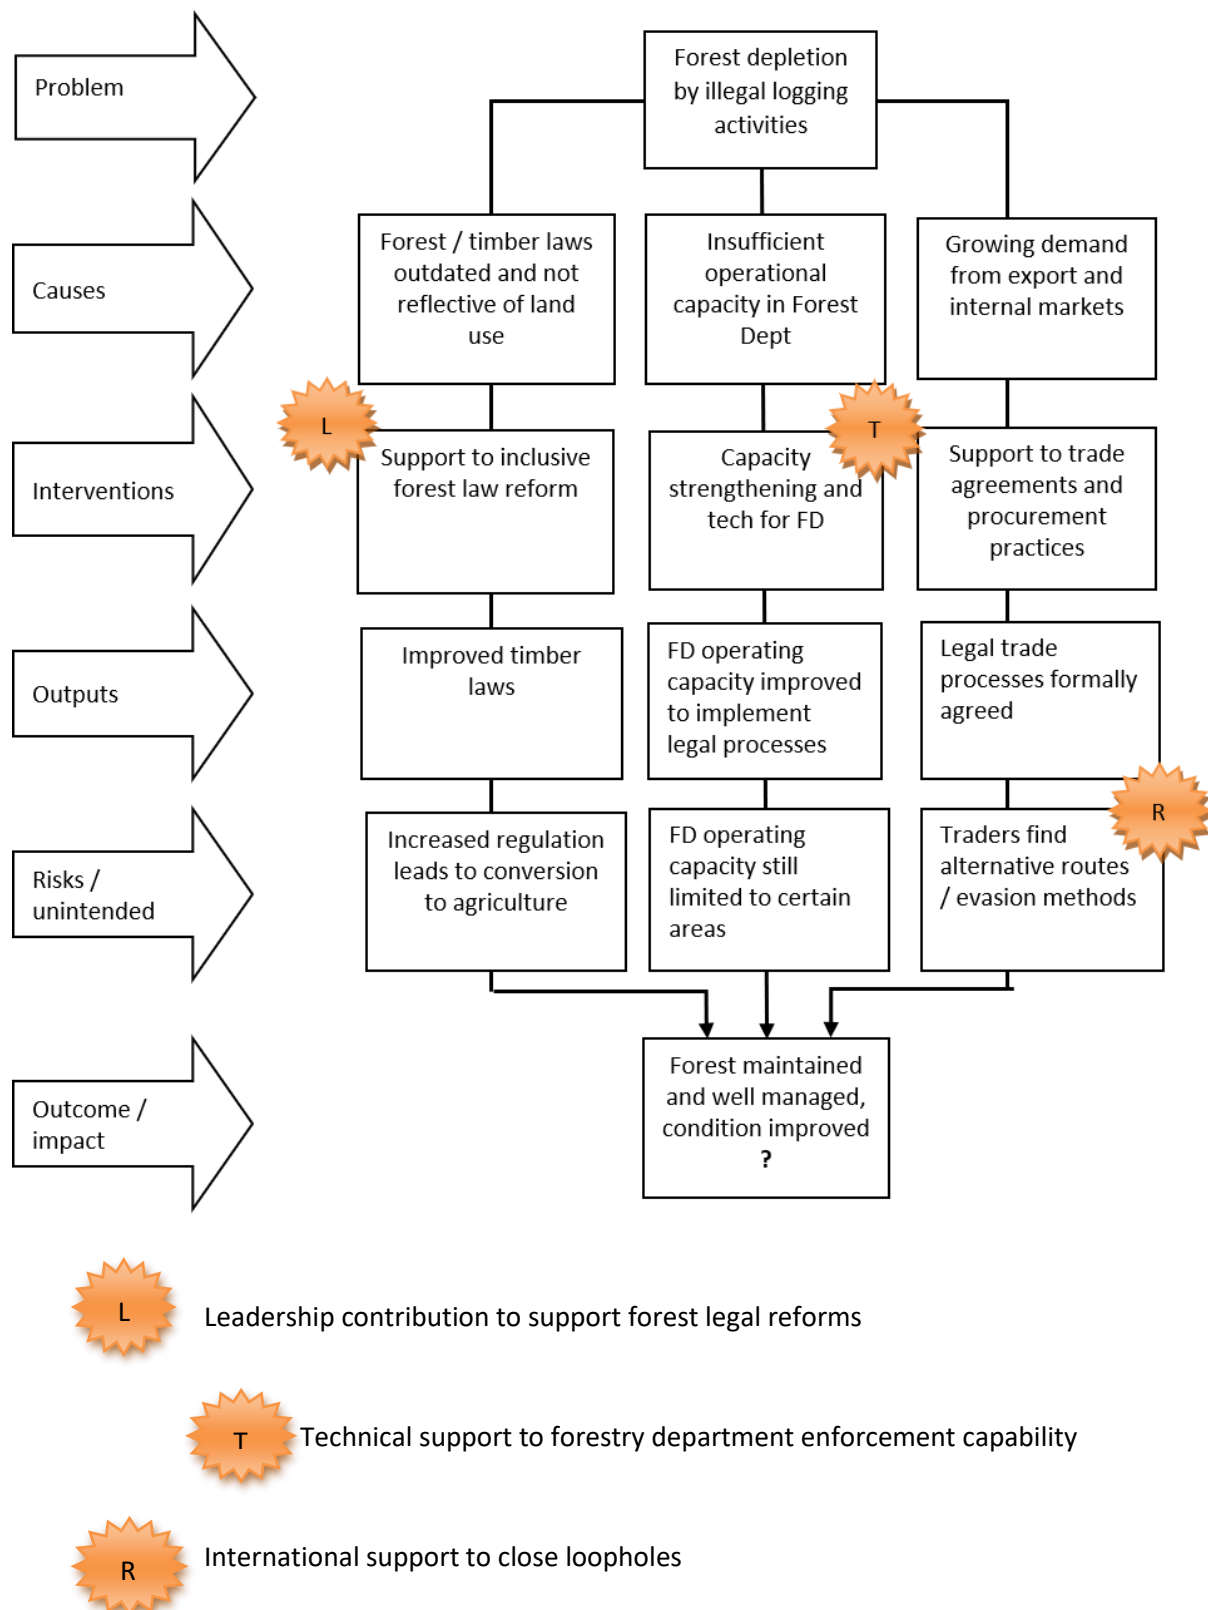 Problem
Forest depletion
by illegal logging
activities
Causes
Forest / timber laws
outdated and not
reflective of land
use
Insufficient
operational
capacity in Forest
Dept
Growing demand
from export and
internal markets
L
T
Interventions
Support to inclusive
forest law reform
Capacity
strengthening and
tech for FD
Support to trade
agreements and
procurement
practices
Outputs
Improved timber
laws
FD operating
capacity improved
to implement
legal processes
Legal trade
processes formally
agreed
R
Risks /
unintended
Increased regulation
leads to conversion
to agriculture
FD operating
capacity still
limited to certain
areas
Traders find
alternative routes
/ evasion methods
Outcome /
impact
Forest maintained
and well managed,
condition improved
?
L
Leadership contribution to support forest legal reforms
T
Technical support to forestry department enforcement capability
R
International support to close loopholes